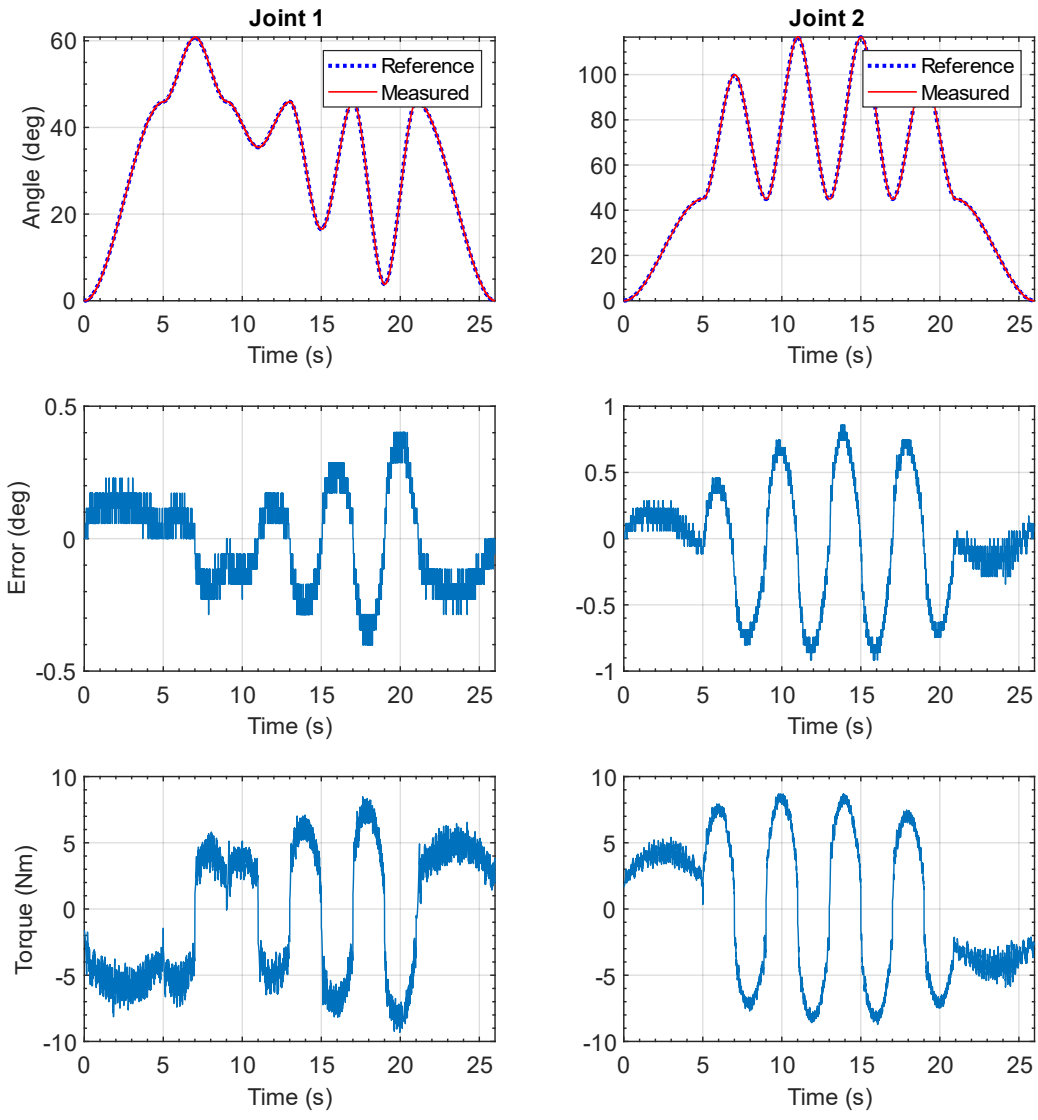 Joint 1
60
40
20
0
Angle (deg)
Reference
Measured
0 5 10 15 20 25
Time (s)
Joint 2
100
80
60
40
20
0
Reference
Measured
0 5 10 15 20 25
Time (s)
0.5
0
-0.5
Error (deg)
0 5 10 15 20 25
Time (s)
1
0.5
0
-0.5
-1
0 5 10 15 20 25
Time (s)
10
5
0
-5
-10
Torque (Nm)
0 5 10 15 20 25
Time (s)
10
5
0
-5
-10
0 5 10 15 20 25
Time (s)